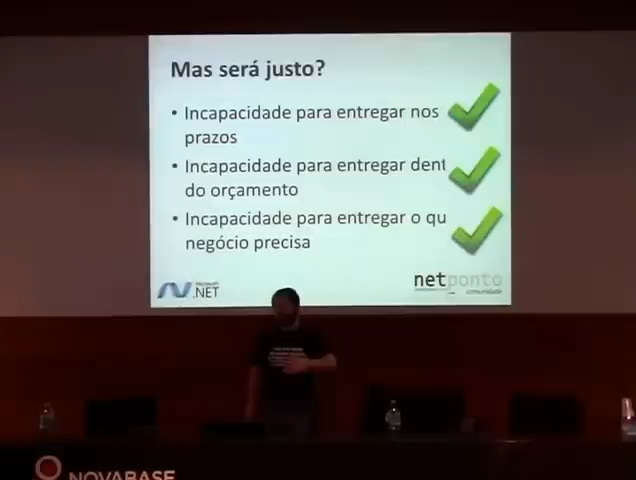 Mas será justo?
• Incapacidade para entregar nos
prazos
• Incapacidade para entregar dent
do orçamento
• Incapacidade para entregar o qu
negócio precisa
Microsoft
.NET
netponto
comunidade
NOVABASE